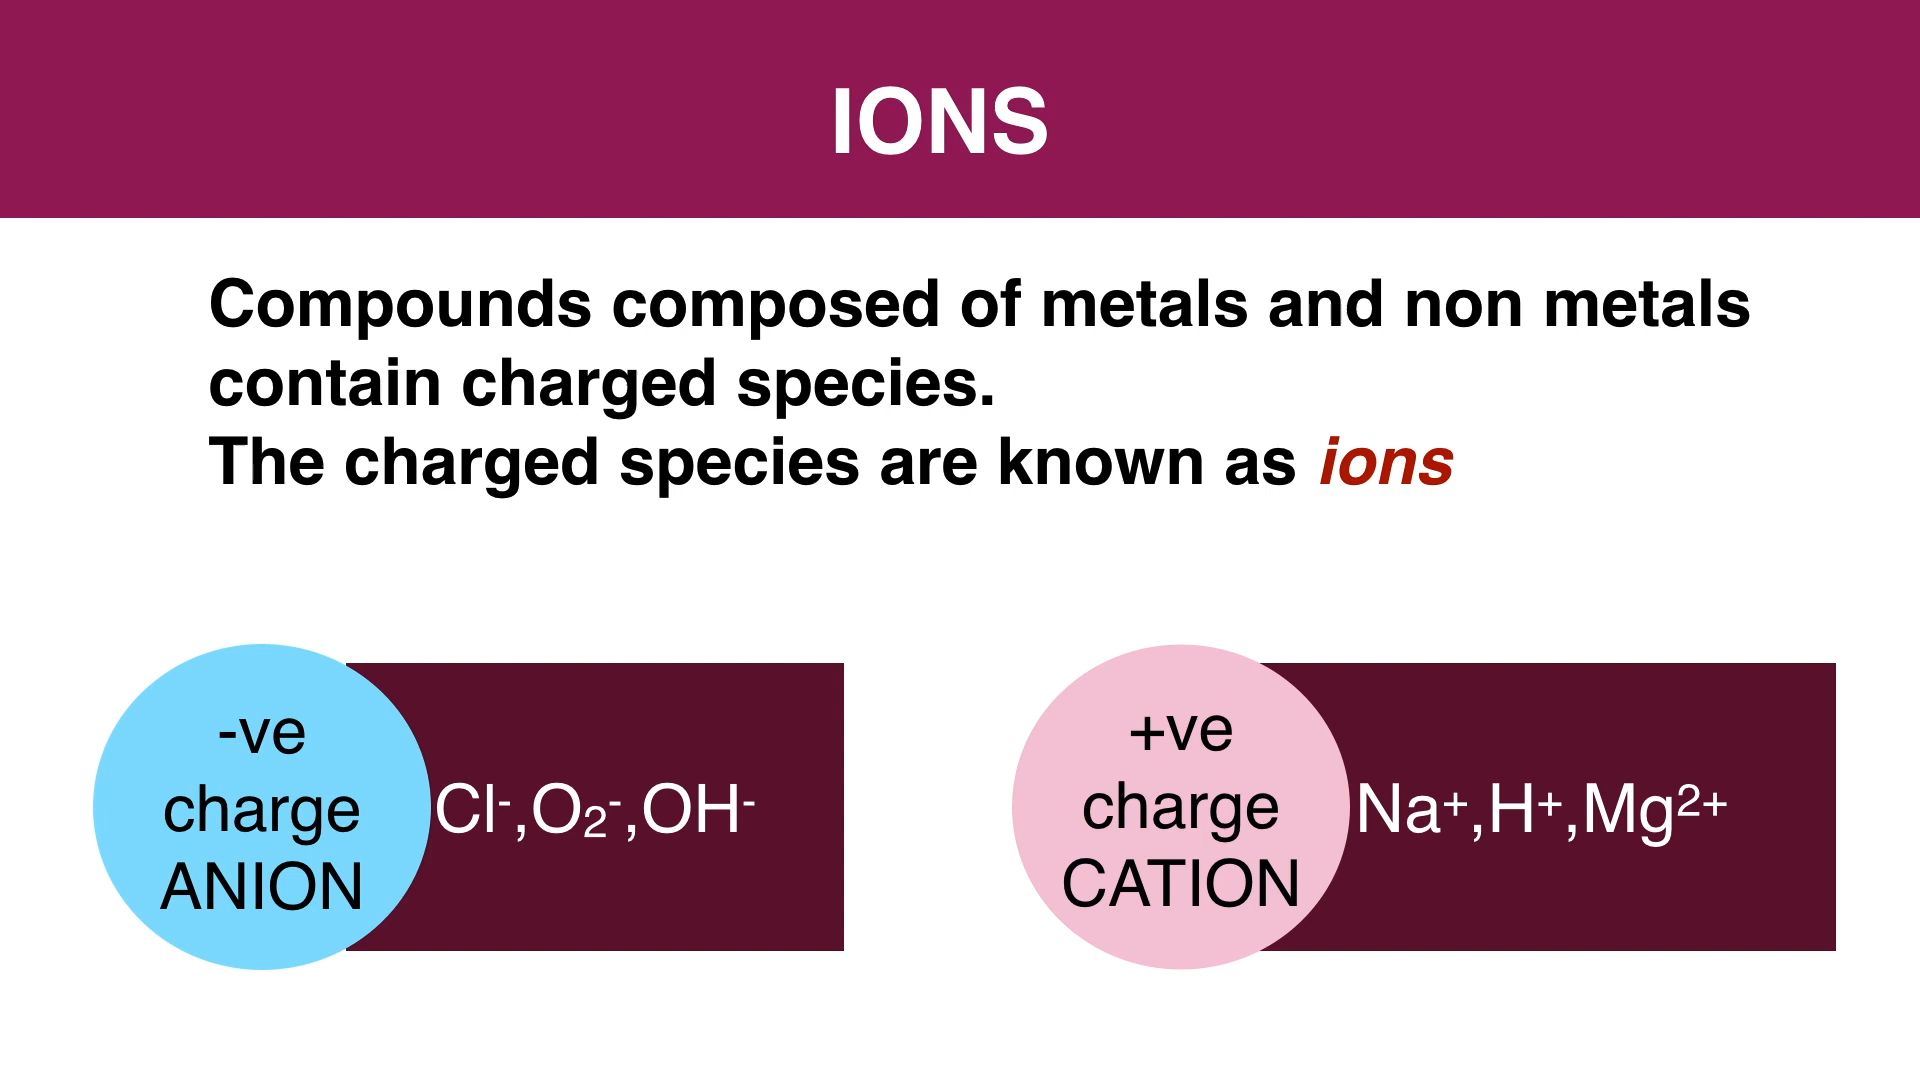 IONS
Compounds composed of metals and non metals
contain charged species.
The charged species are known as ions
-ve
charge
ANION
Cl⁻,O₂⁻,OH⁻
+ve
charge
CATION
Na⁺,H⁺,Mg²⁺